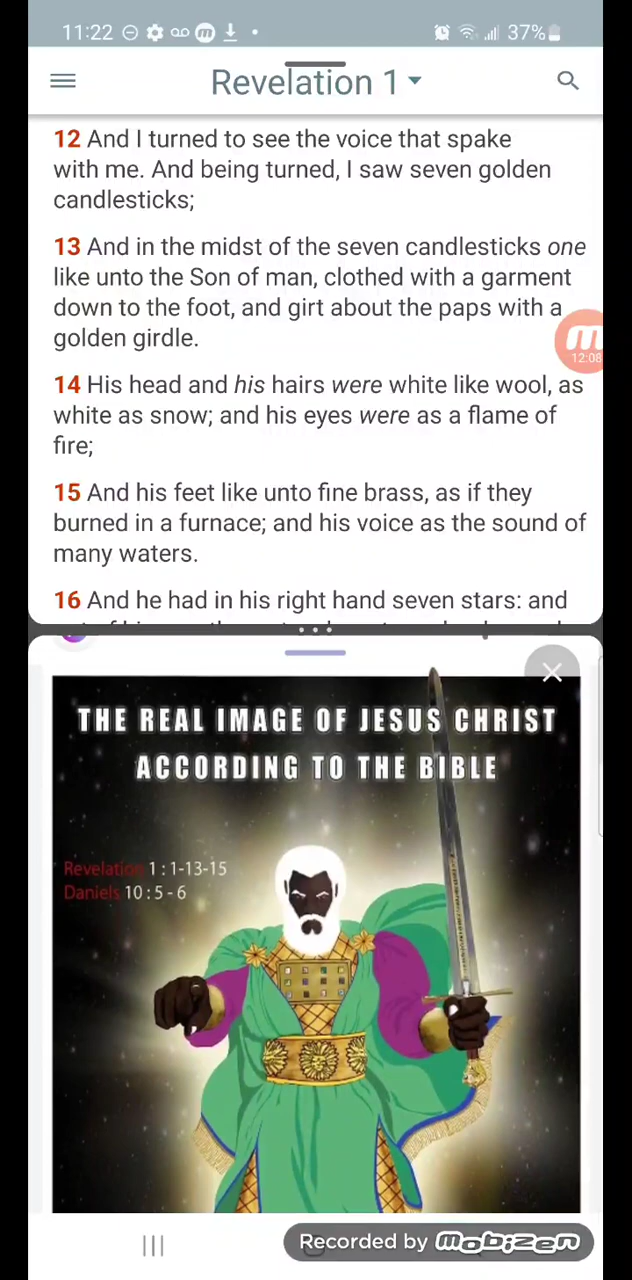 11:22
37%
Revelation 1
12 And I turned to see the voice that spake
with me. And being turned, I saw seven golden
candlesticks;
13 And in the midst of the seven candlesticks one
like unto the Son of man, clothed with a garment
down to the foot, and girt about the paps with a
golden girdle.
12:08
14 His head and his hairs were white like wool, as
white as snow; and his eyes were as a flame of
fire;
15 And his feet like unto fine brass, as if they
burned in a furnace; and his voice as the sound of
many waters.
16 And he had in his right hand seven stars: and
THE REAL IMAGE OF JESUS CHRIST
ACCORDING TO THE BIBLE
Revelation 1 : 1-13-15
Daniels 10 : 5 - 6
Recorded by mobizen